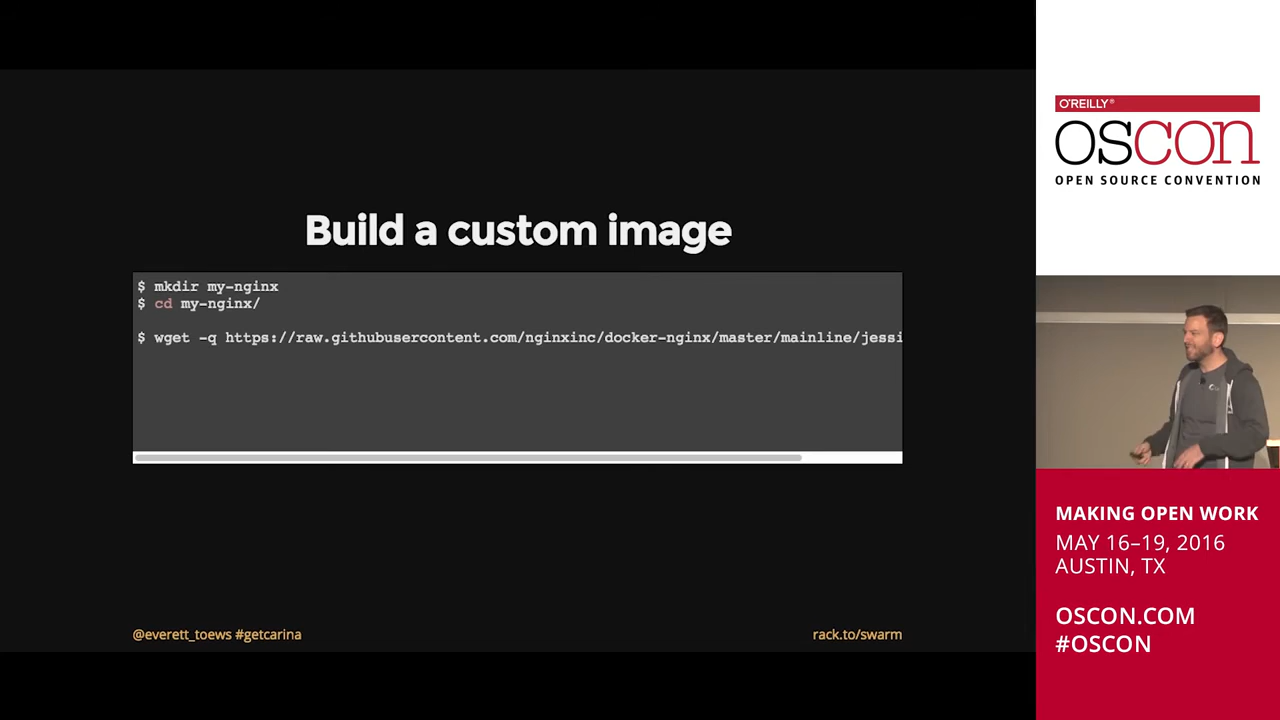 Build a custom image
$ mkdir my-nginx
$ cd my-nginx/
$ wget -q https://raw.githubusercontent.com/nginxinc/docker-nginx/master/mainline/jessi
@everett_toews #getcarina
rack.to/swarm
O'REILLY®
OSCON
OPEN SOURCE CONVENTION
MAKING OPEN WORK
MAY 16–19, 2016
AUSTIN, TX
OSCON.COM
#OSCON